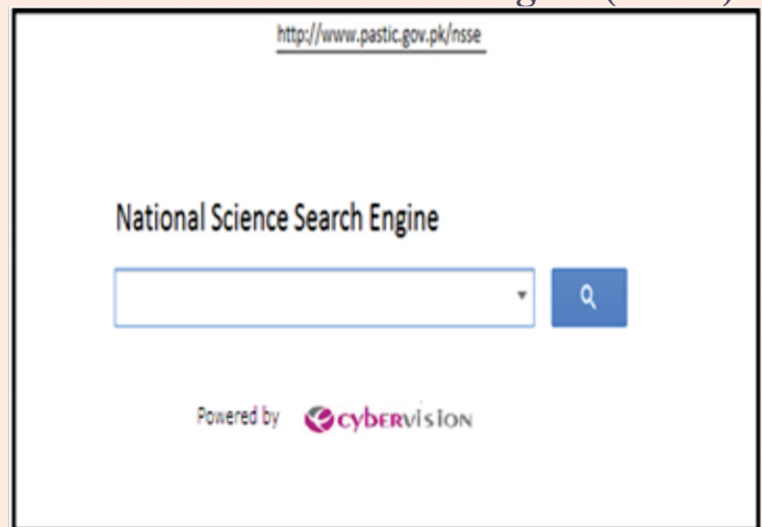 http://www.pastic.gov.pk/nsse
National Science Search Engine
Powered by cybervision